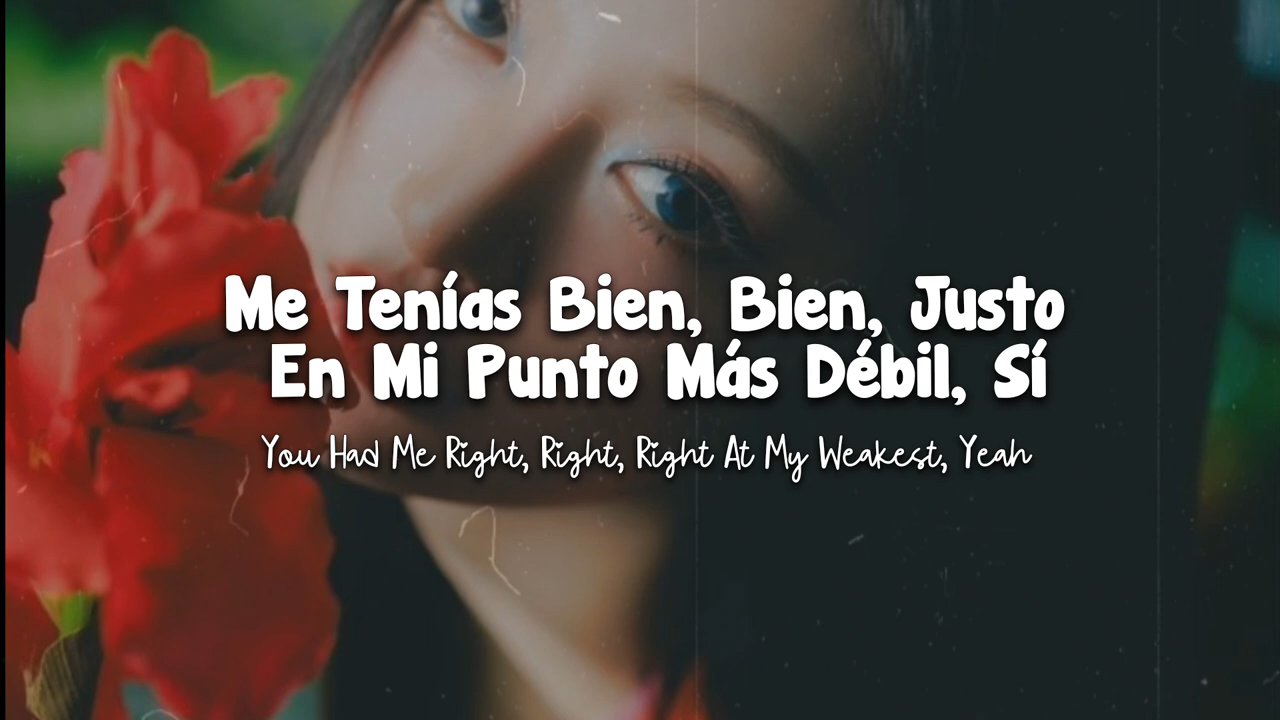 Me Tenías Bien, Bien, Justo
En Mi Punto Más Débil, Sí
You Had Me Right, Right, Right At My Weakest, Yeah